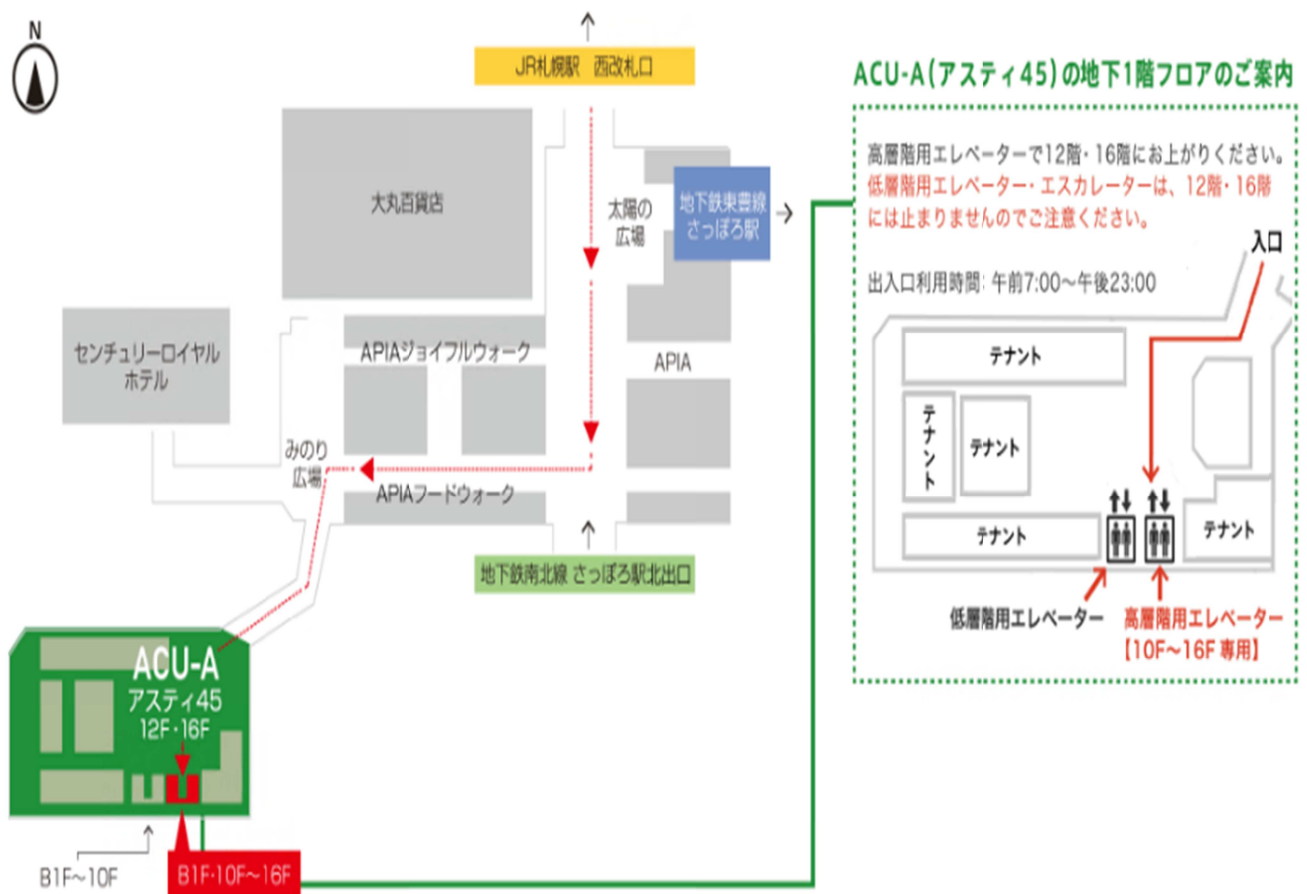 N
JR札幌駅 西改札口
大丸百貨店
太陽の
広場
地下鉄東豊線
さっぽろ駅
センチュリーロイヤル
ホテル
APIAジョイフルウォーク
APIA
みのり
広場
APIAフードウォーク
地下鉄南北線 さっぽろ駅北出口
ACU-A
アスティ45
12F・16F
B1F～10F
B1F・10F～16F
ACU-A(アスティ45)の地下1階フロアのご案内
高層階用エレベーターで12階・16階にお上がりください。
低層階用エレベーター・エスカレーターは、12階・16階
には止まりませんのでご注意ください。
入口
出入口利用時間: 午前7:00～午後23:00
テナント
テナント
テナント
テナント
テナント
低層階用エレベーター
高層階用エレベーター
【10F～16F 専用】